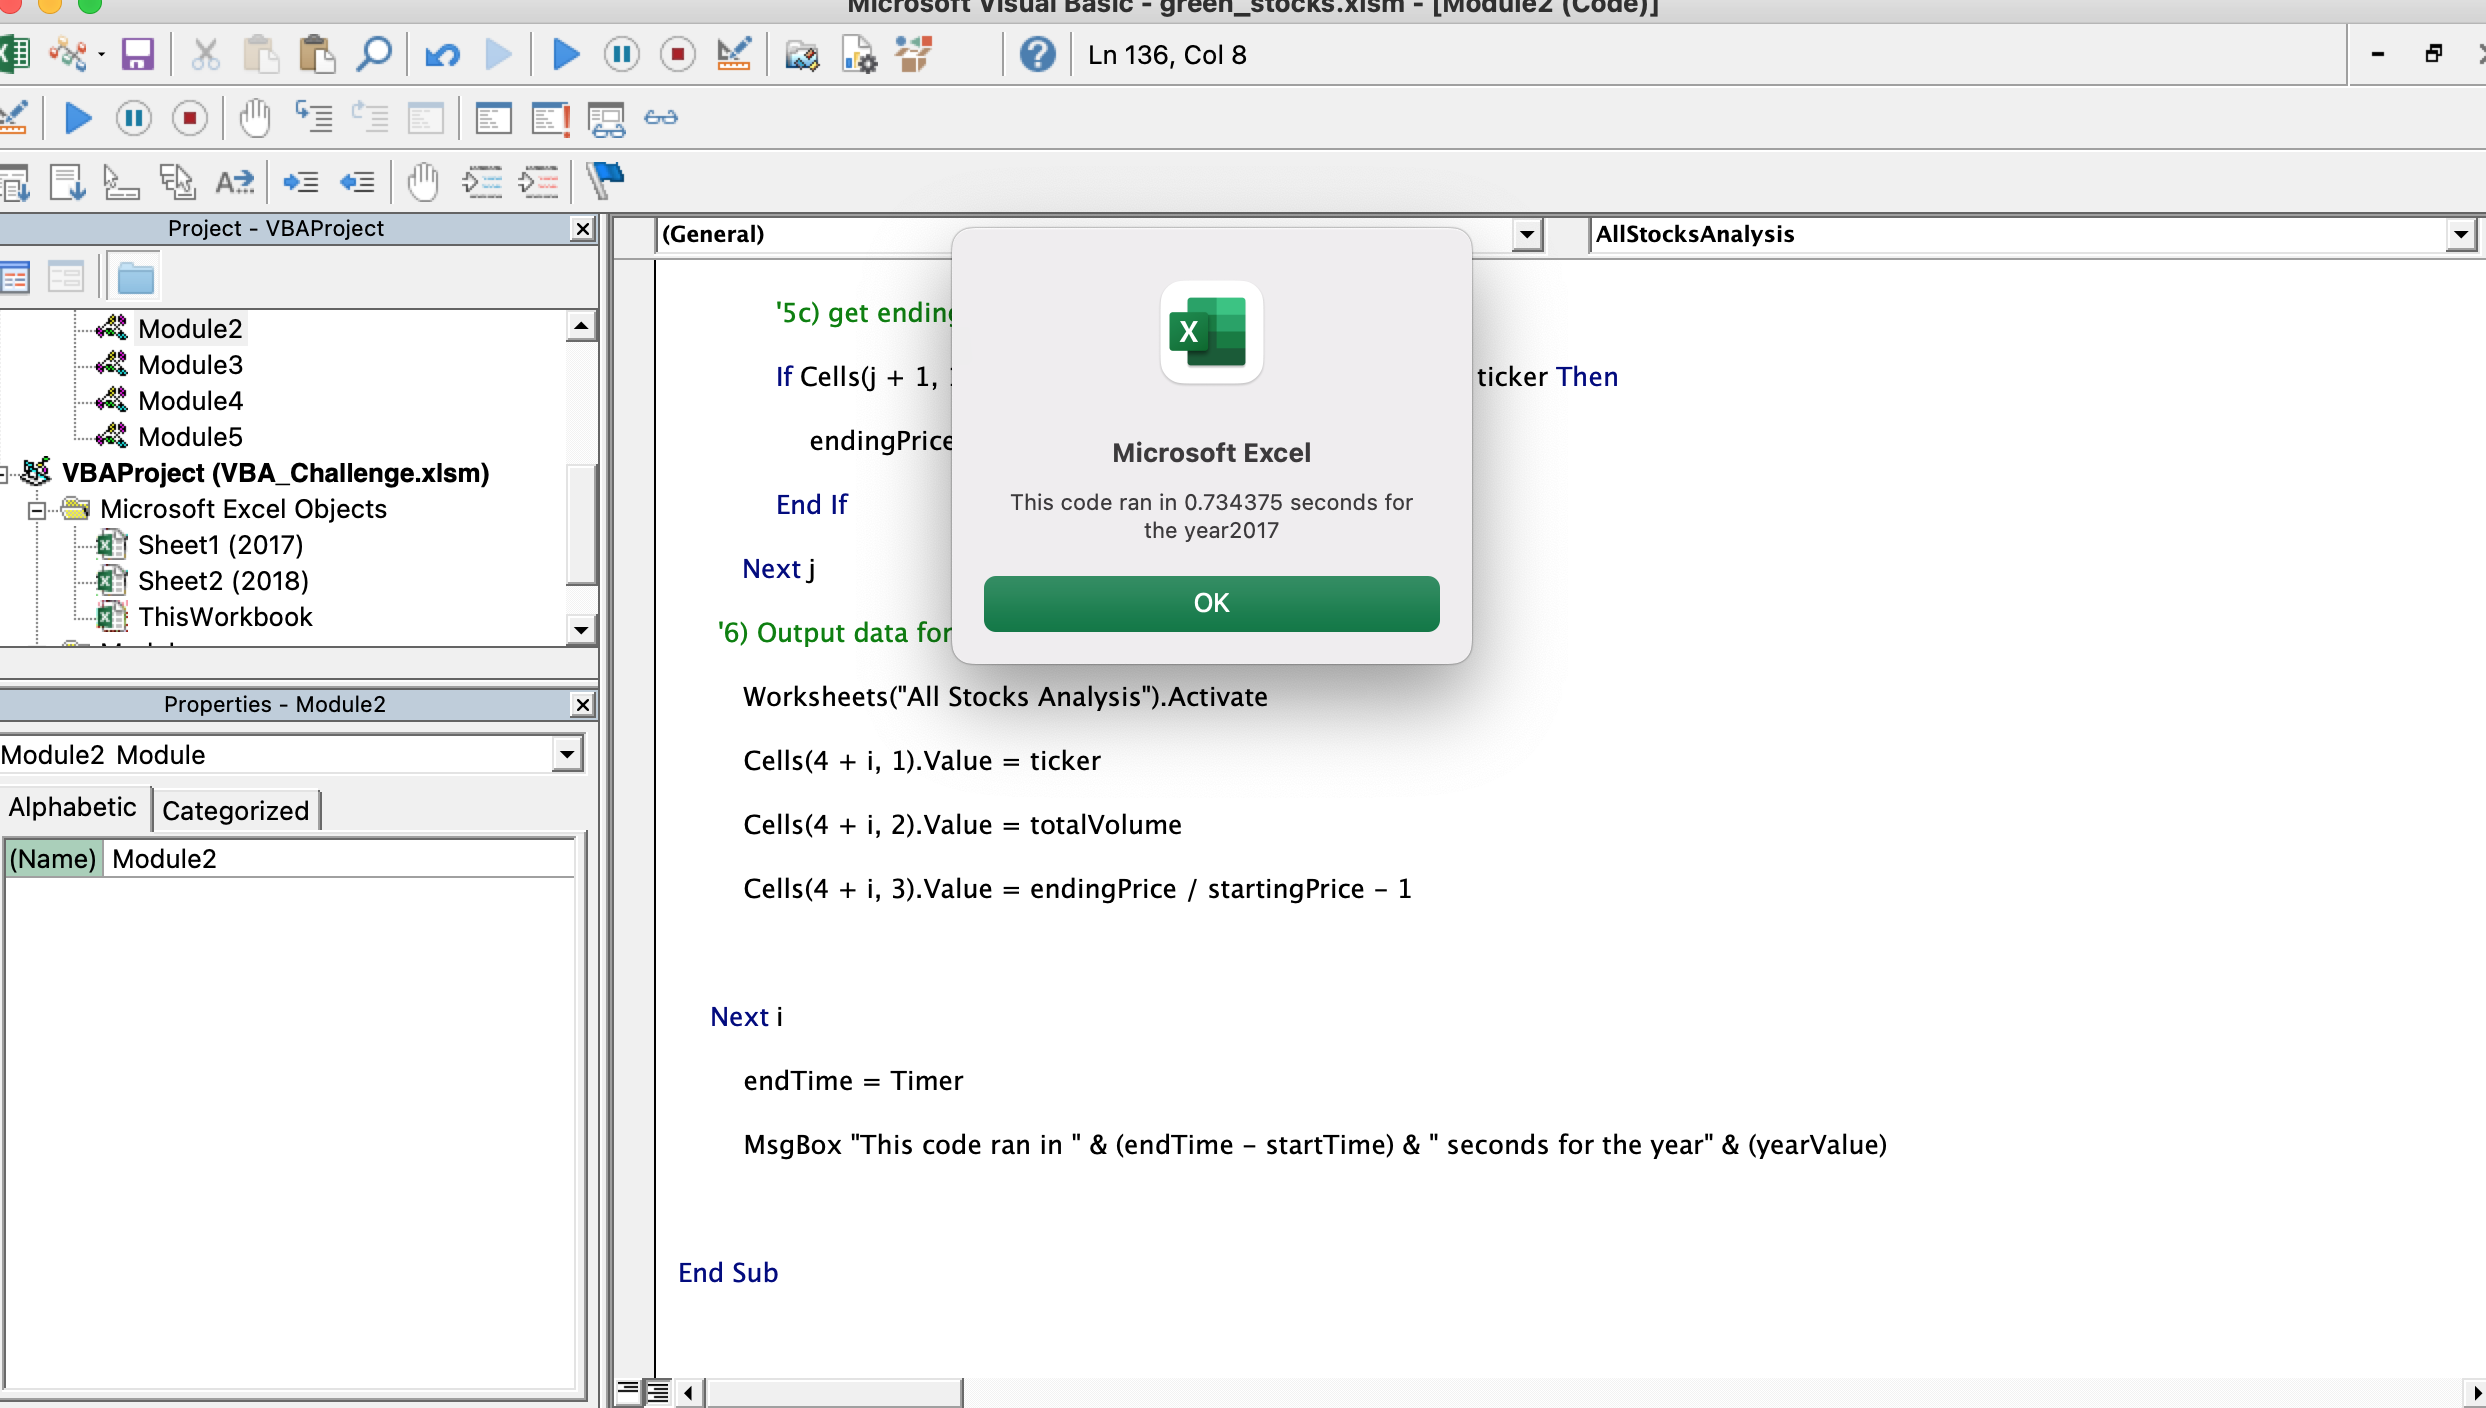 Microsoft Visual Basic - green_stocks.xlsm - [Module2 (Code)]
Ln 136, Col 8
Project - VBAProject
Module2
Module3
Module4
Module5
VBAProject (VBA_Challenge.xlsm)
Microsoft Excel Objects
Sheet1 (2017)
Sheet2 (2018)
ThisWorkbook
Properties - Module2
Module2 Module
Alphabetic
Categorized
(Name) Module2
(General)
AllStocksAnalysis
'5c) get ending
If Cells(j + 1, ticker Then
endingPrice
End If
Next j
'6) Output data for
Worksheets("All Stocks Analysis").Activate
Cells(4 + i, 1).Value = ticker
Cells(4 + i, 2).Value = totalVolume
Cells(4 + i, 3).Value = endingPrice / startingPrice - 1
Next i
endTime = Timer
MsgBox "This code ran in " & (endTime - startTime) & " seconds for the year" & (yearValue)
End Sub
Microsoft Excel
This code ran in 0.734375 seconds for
the year2017
OK